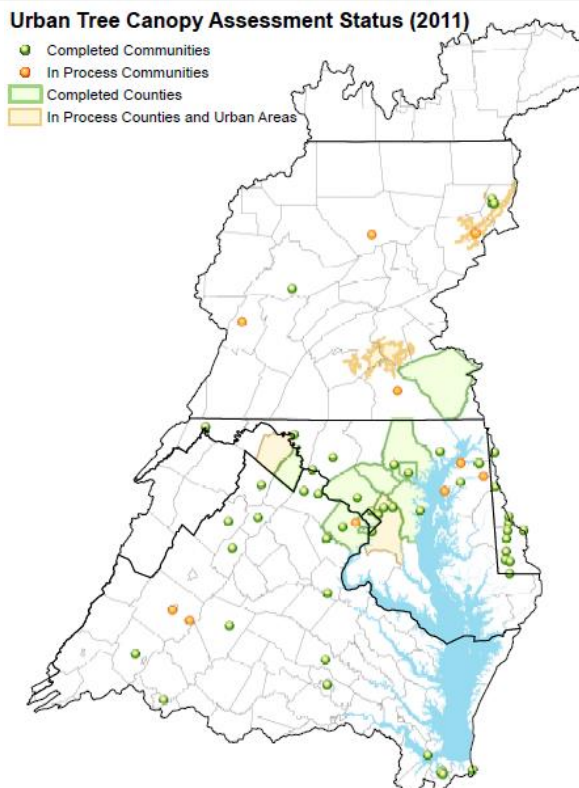 Urban Tree Canopy Assessment Status (2011)
Completed Communities
In Process Communities
Completed Counties
In Process Counties and Urban Areas